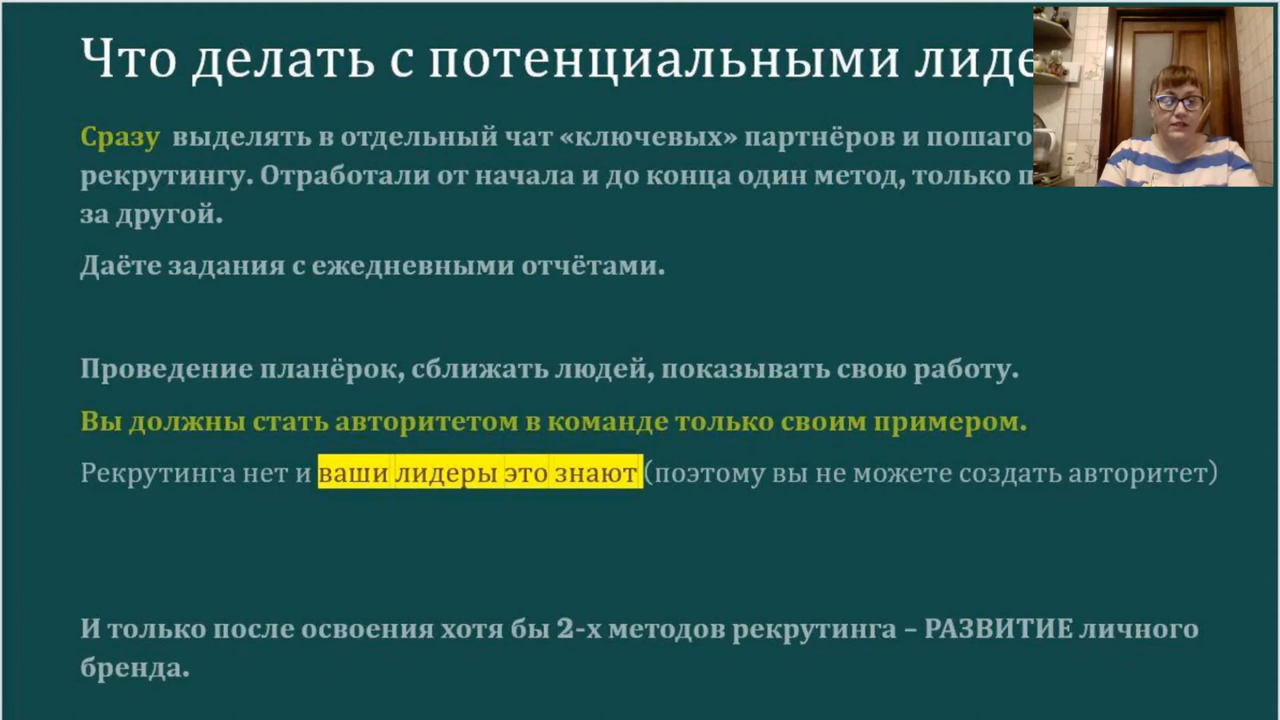 Что делать с потенциальными лиде
Сразу выделять в отдельный чат «ключевых» партнёров и пошаго
рекрутингу. Отработали от начала и до конца один метод, только п
за другой.
Даёте задания с ежедневными отчётами.
Проведение планёрок, сближать людей, показывать свою работу.
Вы должны стать авторитетом в команде только своим примером.
Рекрутинга нет и ваши лидеры это знают (поэтому вы не можете создать авторитет)
И только после освоения хотя бы 2-х методов рекрутинга – РАЗВИТИЕ личного
бренда.